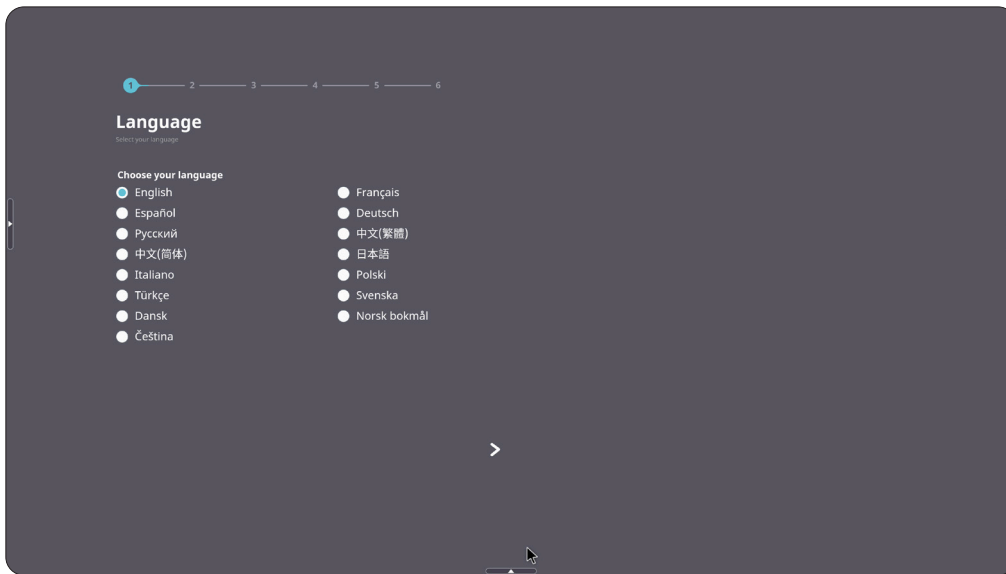 1 2 3 4 5 6
Language
Select your language
Choose your language
English
Français
Español
Deutsch
Русский
中文(繁體)
中文(简体)
日本語
Italiano
Polski
Türkçe
Svenska
Dansk
Norsk bokmål
Čeština